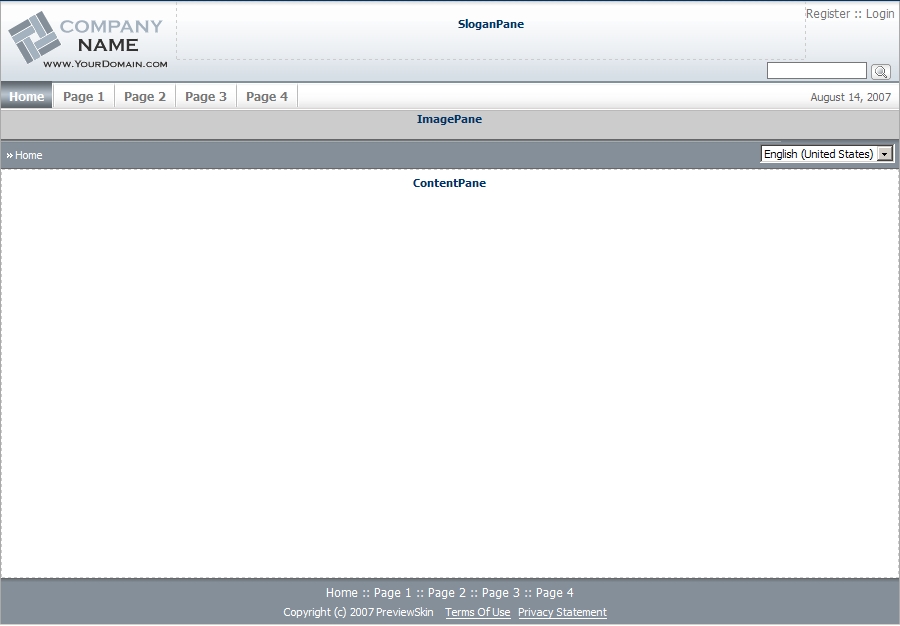 COMPANY
NAME
www.YourDomain.com
SloganPane
Register :: Login
Home Page 1 Page 2 Page 3 Page 4
August 14, 2007
ImagePane
» Home
English (United States)
ContentPane
Home :: Page 1 :: Page 2 :: Page 3 :: Page 4
Copyright (c) 2007 PreviewSkin Terms Of Use Privacy Statement